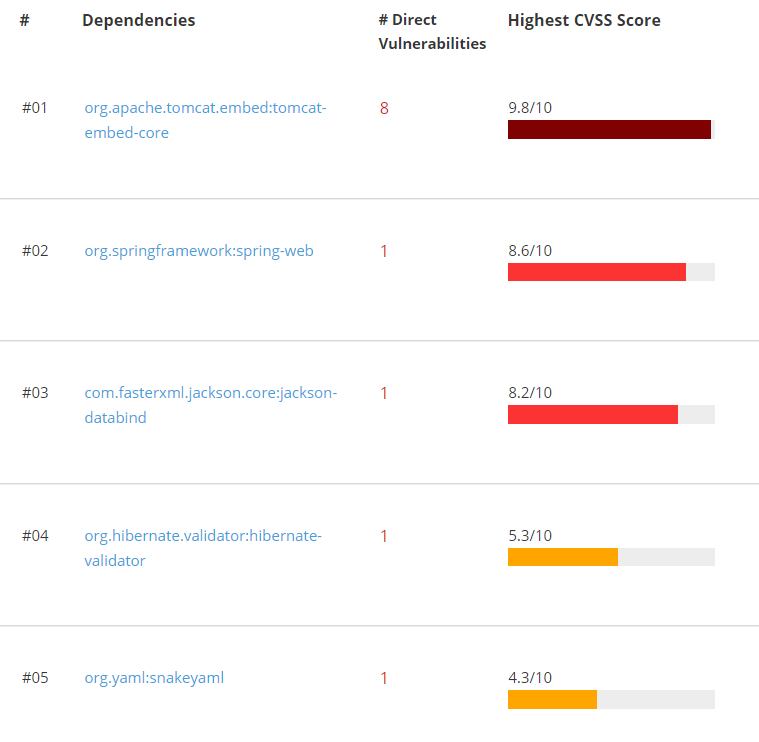 # Dependencies # Direct Vulnerabilities Highest CVSS Score
#01 org.apache.tomcat.embed:tomcat- 8 9.8/10
embed-core
#02 org.springframework:spring-web 1 8.6/10
#03 com.fasterxml.jackson.core:jackson- 1 8.2/10
databind
#04 org.hibernate.validator:hibernate- 1 5.3/10
validator
#05 org.yaml:snakeyaml 1 4.3/10